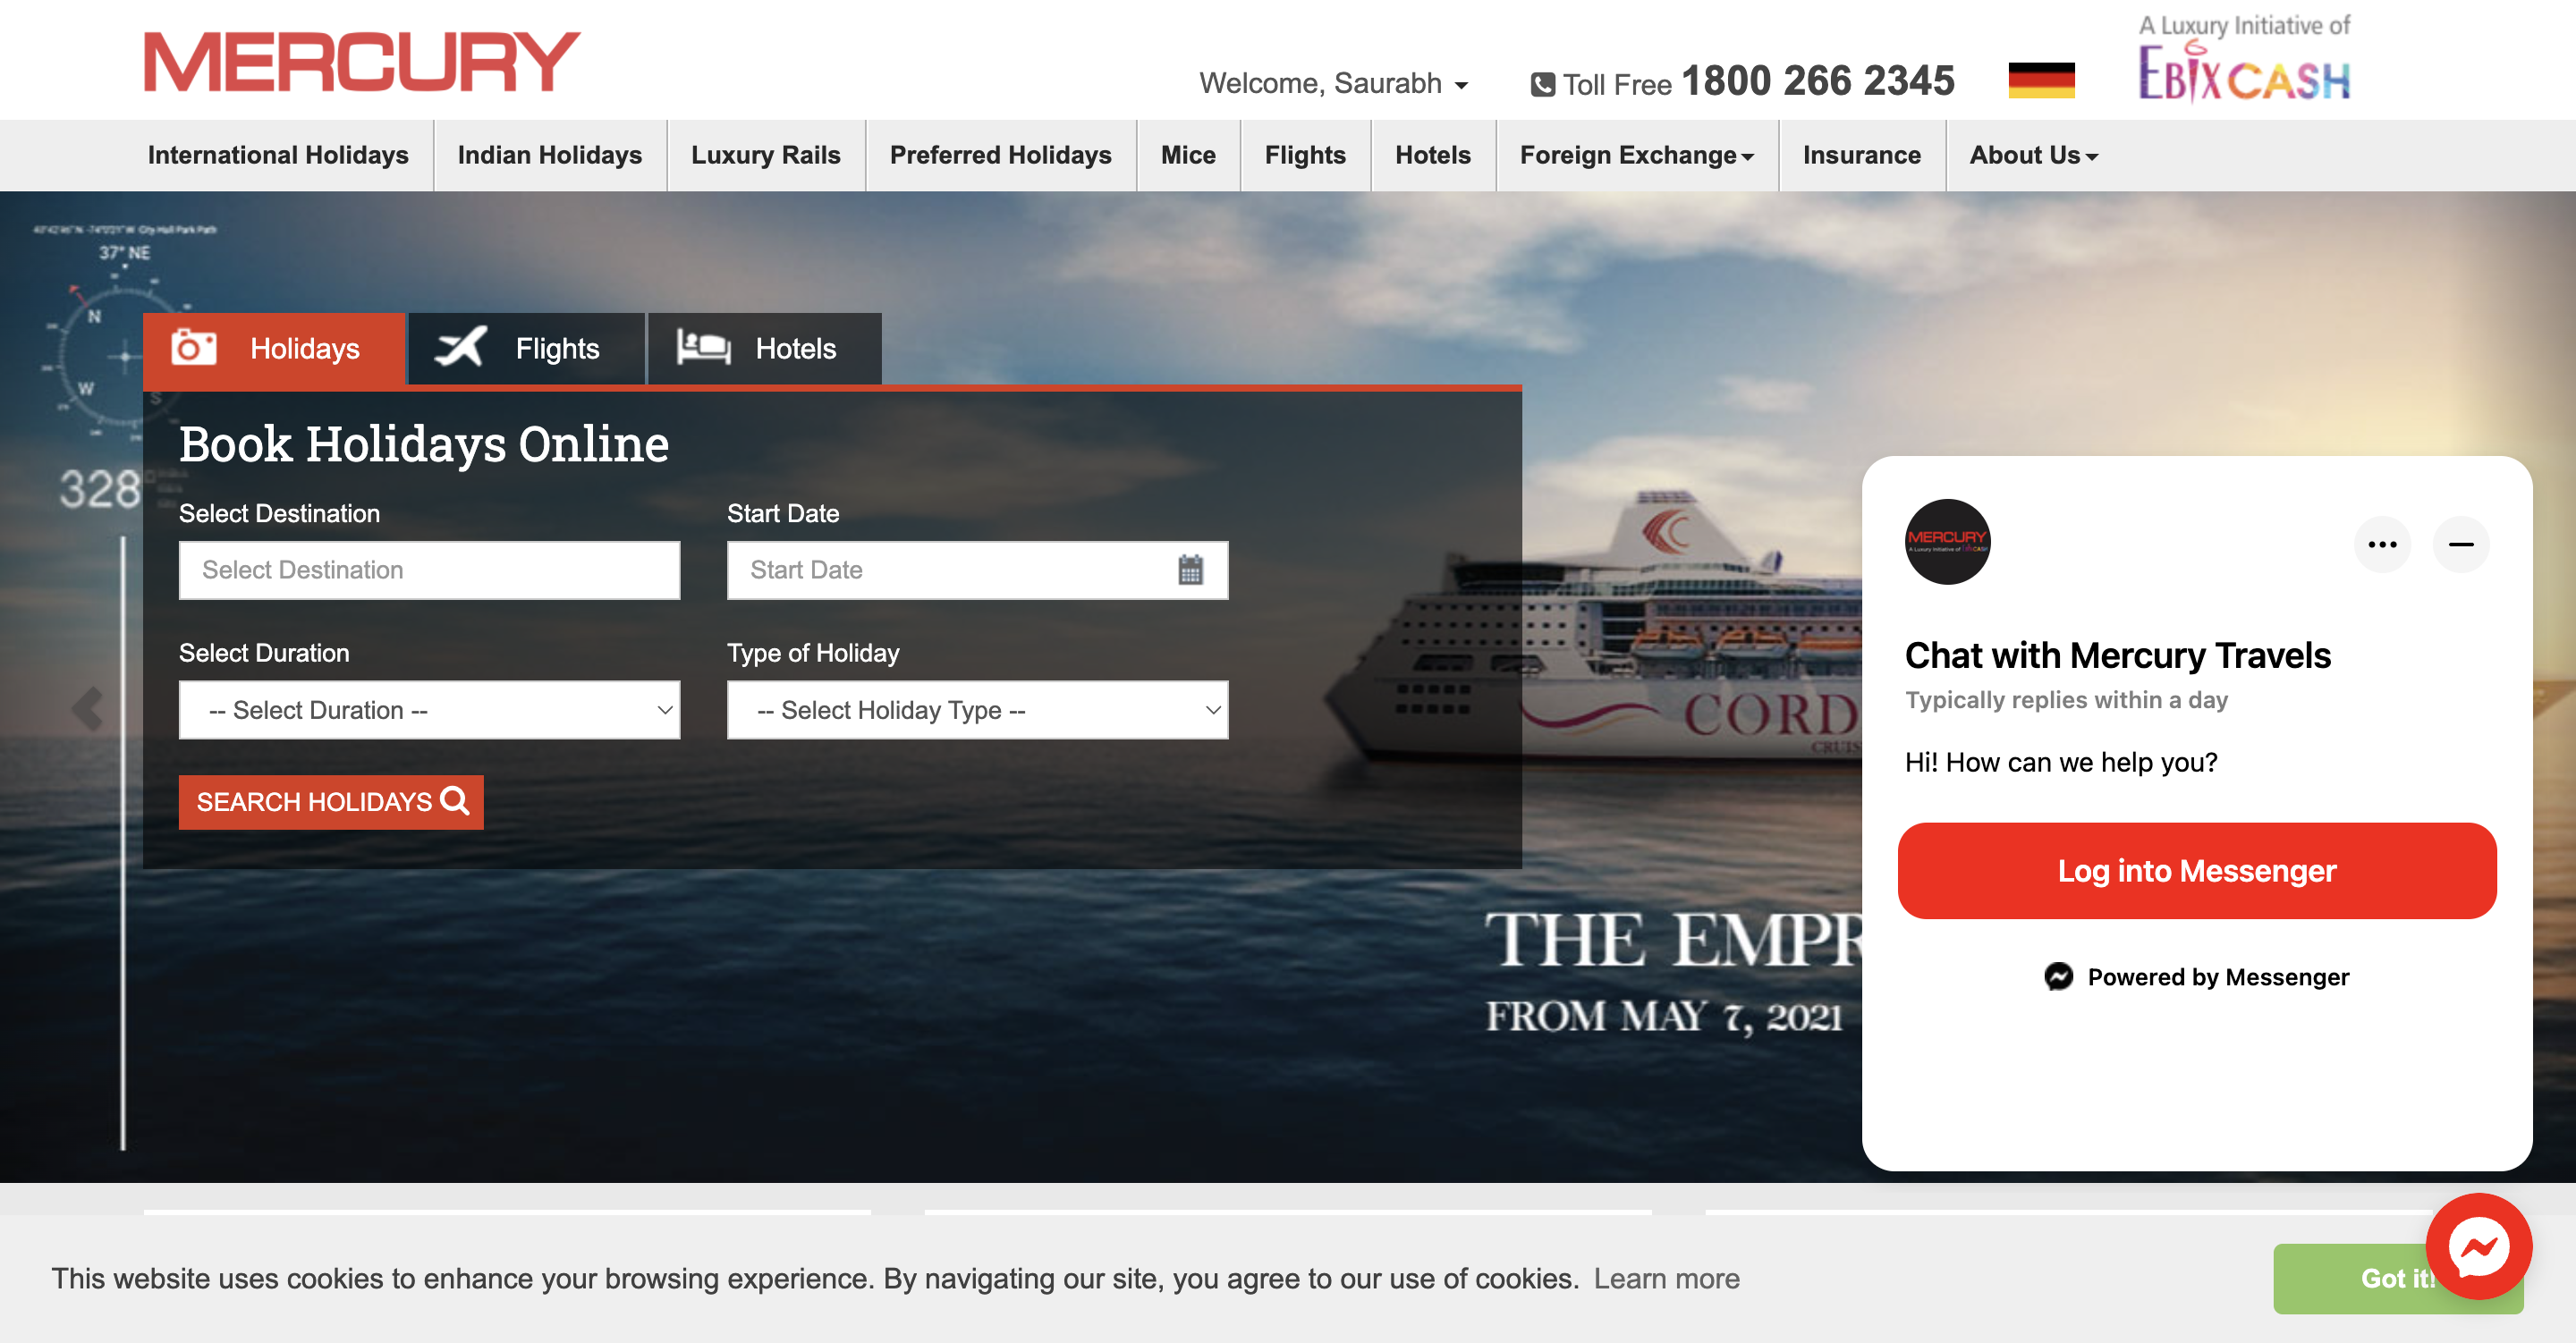 MERCURY
Welcome, Saurabh
Toll Free 1800 266 2345
A Luxury Initiative of
EBIXCASH
International Holidays
Indian Holidays
Luxury Rails
Preferred Holidays
Mice
Flights
Hotels
Foreign Exchange
Insurance
About Us
37° NE
N
W
S
328
Holidays
Flights
Hotels
Book Holidays Online
Select Destination
Start Date
Select Destination
Start Date
Select Duration
Type of Holiday
-- Select Duration --
-- Select Holiday Type --
SEARCH HOLIDAYS
CORD
CRUIS
THE EMPR
FROM MAY 7, 2021
MERCURY
A Luxury Initiative of EbixCASH
Chat with Mercury Travels
Typically replies within a day
Hi! How can we help you?
Log into Messenger
Powered by Messenger
This website uses cookies to enhance your browsing experience. By navigating our site, you agree to our use of cookies. Learn more
Got it!